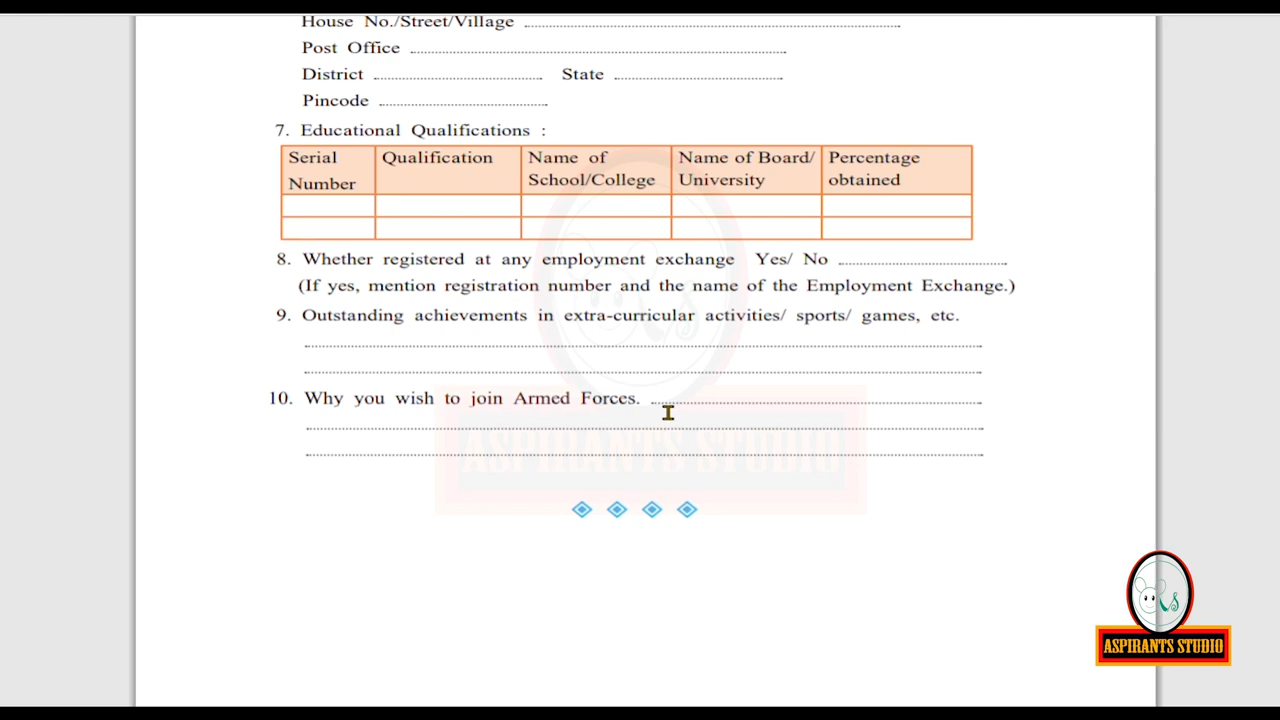 House No./Street/Village
Post Office
District State
Pincode
7. Educational Qualifications :
Serial Number Qualification Name of School/College Name of Board/ University Percentage obtained
8. Whether registered at any employment exchange Yes/ No
(If yes, mention registration number and the name of the Employment Exchange.)
9. Outstanding achievements in extra-curricular activities/ sports/ games, etc.
10. Why you wish to join Armed Forces.
ASPIRANTS STUDIO
ASPIRANTS STUDIO